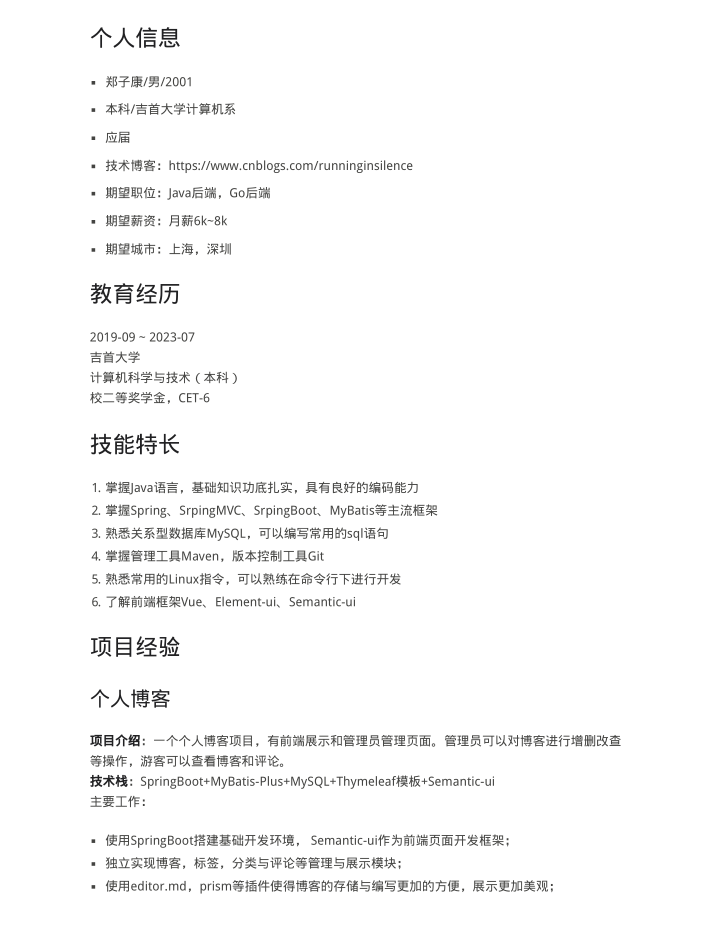 个人信息
郑子康/男/2001
本科/吉首大学计算机系
应届
技术博客：https://www.cnblogs.com/runninginsilence
期望职位：Java后端，Go后端
期望薪资：月薪6k~8k
期望城市：上海，深圳
教育经历
2019-09 ~ 2023-07
吉首大学
计算机科学与技术（本科）
校二等奖学金，CET-6
技能特长
1. 掌握Java语言，基础知识功底扎实，具有良好的编码能力
2. 掌握Spring、SrpingMVC、SrpingBoot、MyBatis等主流框架
3. 熟悉关系型数据库MySQL，可以编写常用的sql语句
4. 掌握管理工具Maven，版本控制工具Git
5. 熟悉常用的Linux指令，可以熟练在命令行下进行开发
6. 了解前端框架Vue、Element-ui、Semantic-ui
项目经验
个人博客
项目介绍：一个个人博客项目，有前端展示和管理员管理页面。管理员可以对博客进行增删改查
等操作，游客可以查看博客和评论。
技术栈：SpringBoot+MyBatis-Plus+MySQL+Thymeleaf模板+Semantic-ui
主要工作：
使用SpringBoot搭建基础开发环境， Semantic-ui作为前端页面开发框架；
独立实现博客，标签，分类与评论等管理与展示模块；
使用editor.md，prism等插件使得博客的存储与编写更加的方便，展示更加美观；